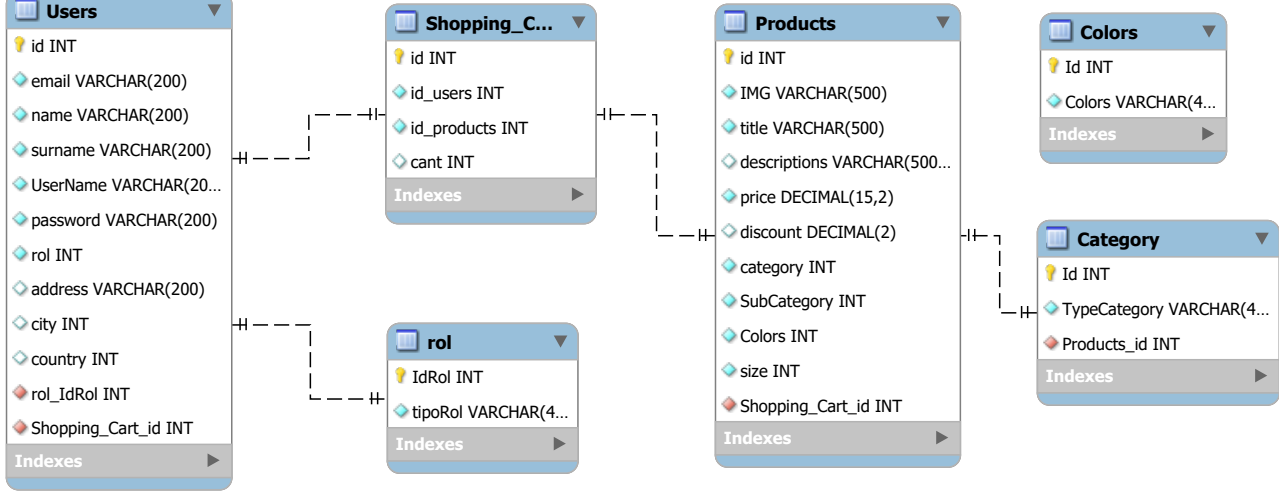 Users
id INT
email VARCHAR(200)
name VARCHAR(200)
surname VARCHAR(200)
UserName VARCHAR(20...
password VARCHAR(200)
rol INT
address VARCHAR(200)
city INT
country INT
rol_IdRol INT
Shopping_Cart_id INT
Indexes
Shopping_C...
id INT
id_users INT
id_products INT
cant INT
Indexes
rol
IdRol INT
tipoRol VARCHAR(4...
Indexes
Products
id INT
IMG VARCHAR(500)
title VARCHAR(500)
descriptions VARCHAR(500...
price DECIMAL(15,2)
discount DECIMAL(2)
category INT
SubCategory INT
Colors INT
size INT
Shopping_Cart_id INT
Indexes
Colors
Id INT
Colors VARCHAR(4...
Indexes
Category
Id INT
TypeCategory VARCHAR(4...
Products_id INT
Indexes